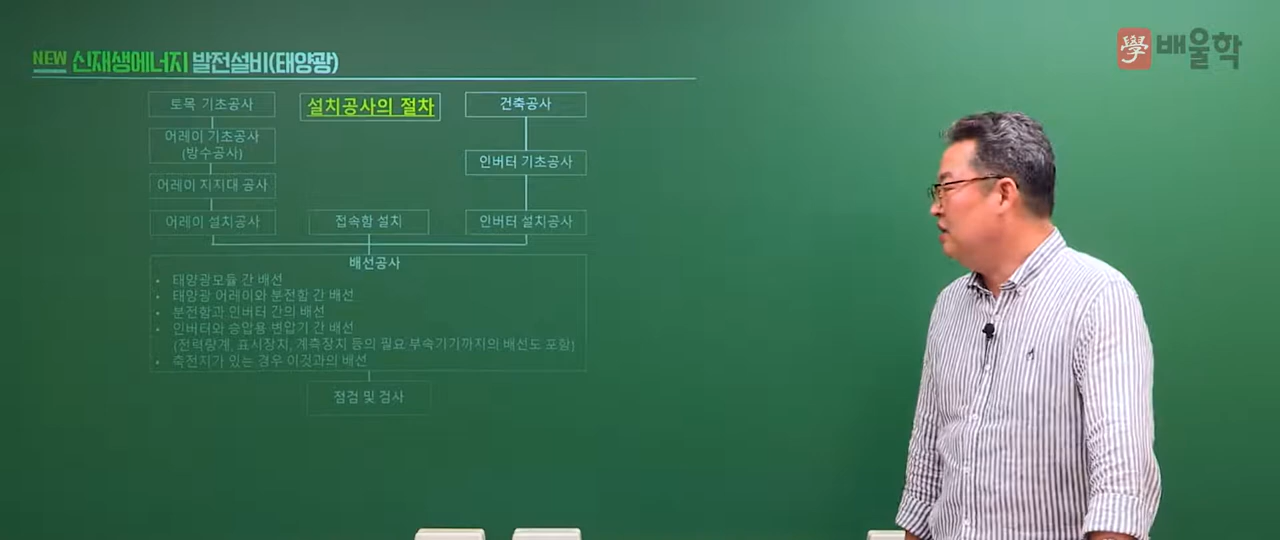 NEW 신재생에너지 발전설비(태양광)
學 배울학
토목 기초공사
설치공사의 절차
건축공사
어레이 기초공사
(방수공사)
인버터 기초공사
어레이 지지대 공사
어레이 설치공사
접속함 설치
인버터 설치공사
배선공사
• 태양광모듈 간 배선
• 태양광 어레이와 분전함 간 배선
• 분전함과 인버터 간의 배선
• 인버터와 승압용 변압기 간 배선
(전력량계, 표시장치, 계측장치 등의 필요 부속기기까지의 배선도 포함)
• 축전지가 있는 경우 이것과의 배선
점검 및 검사